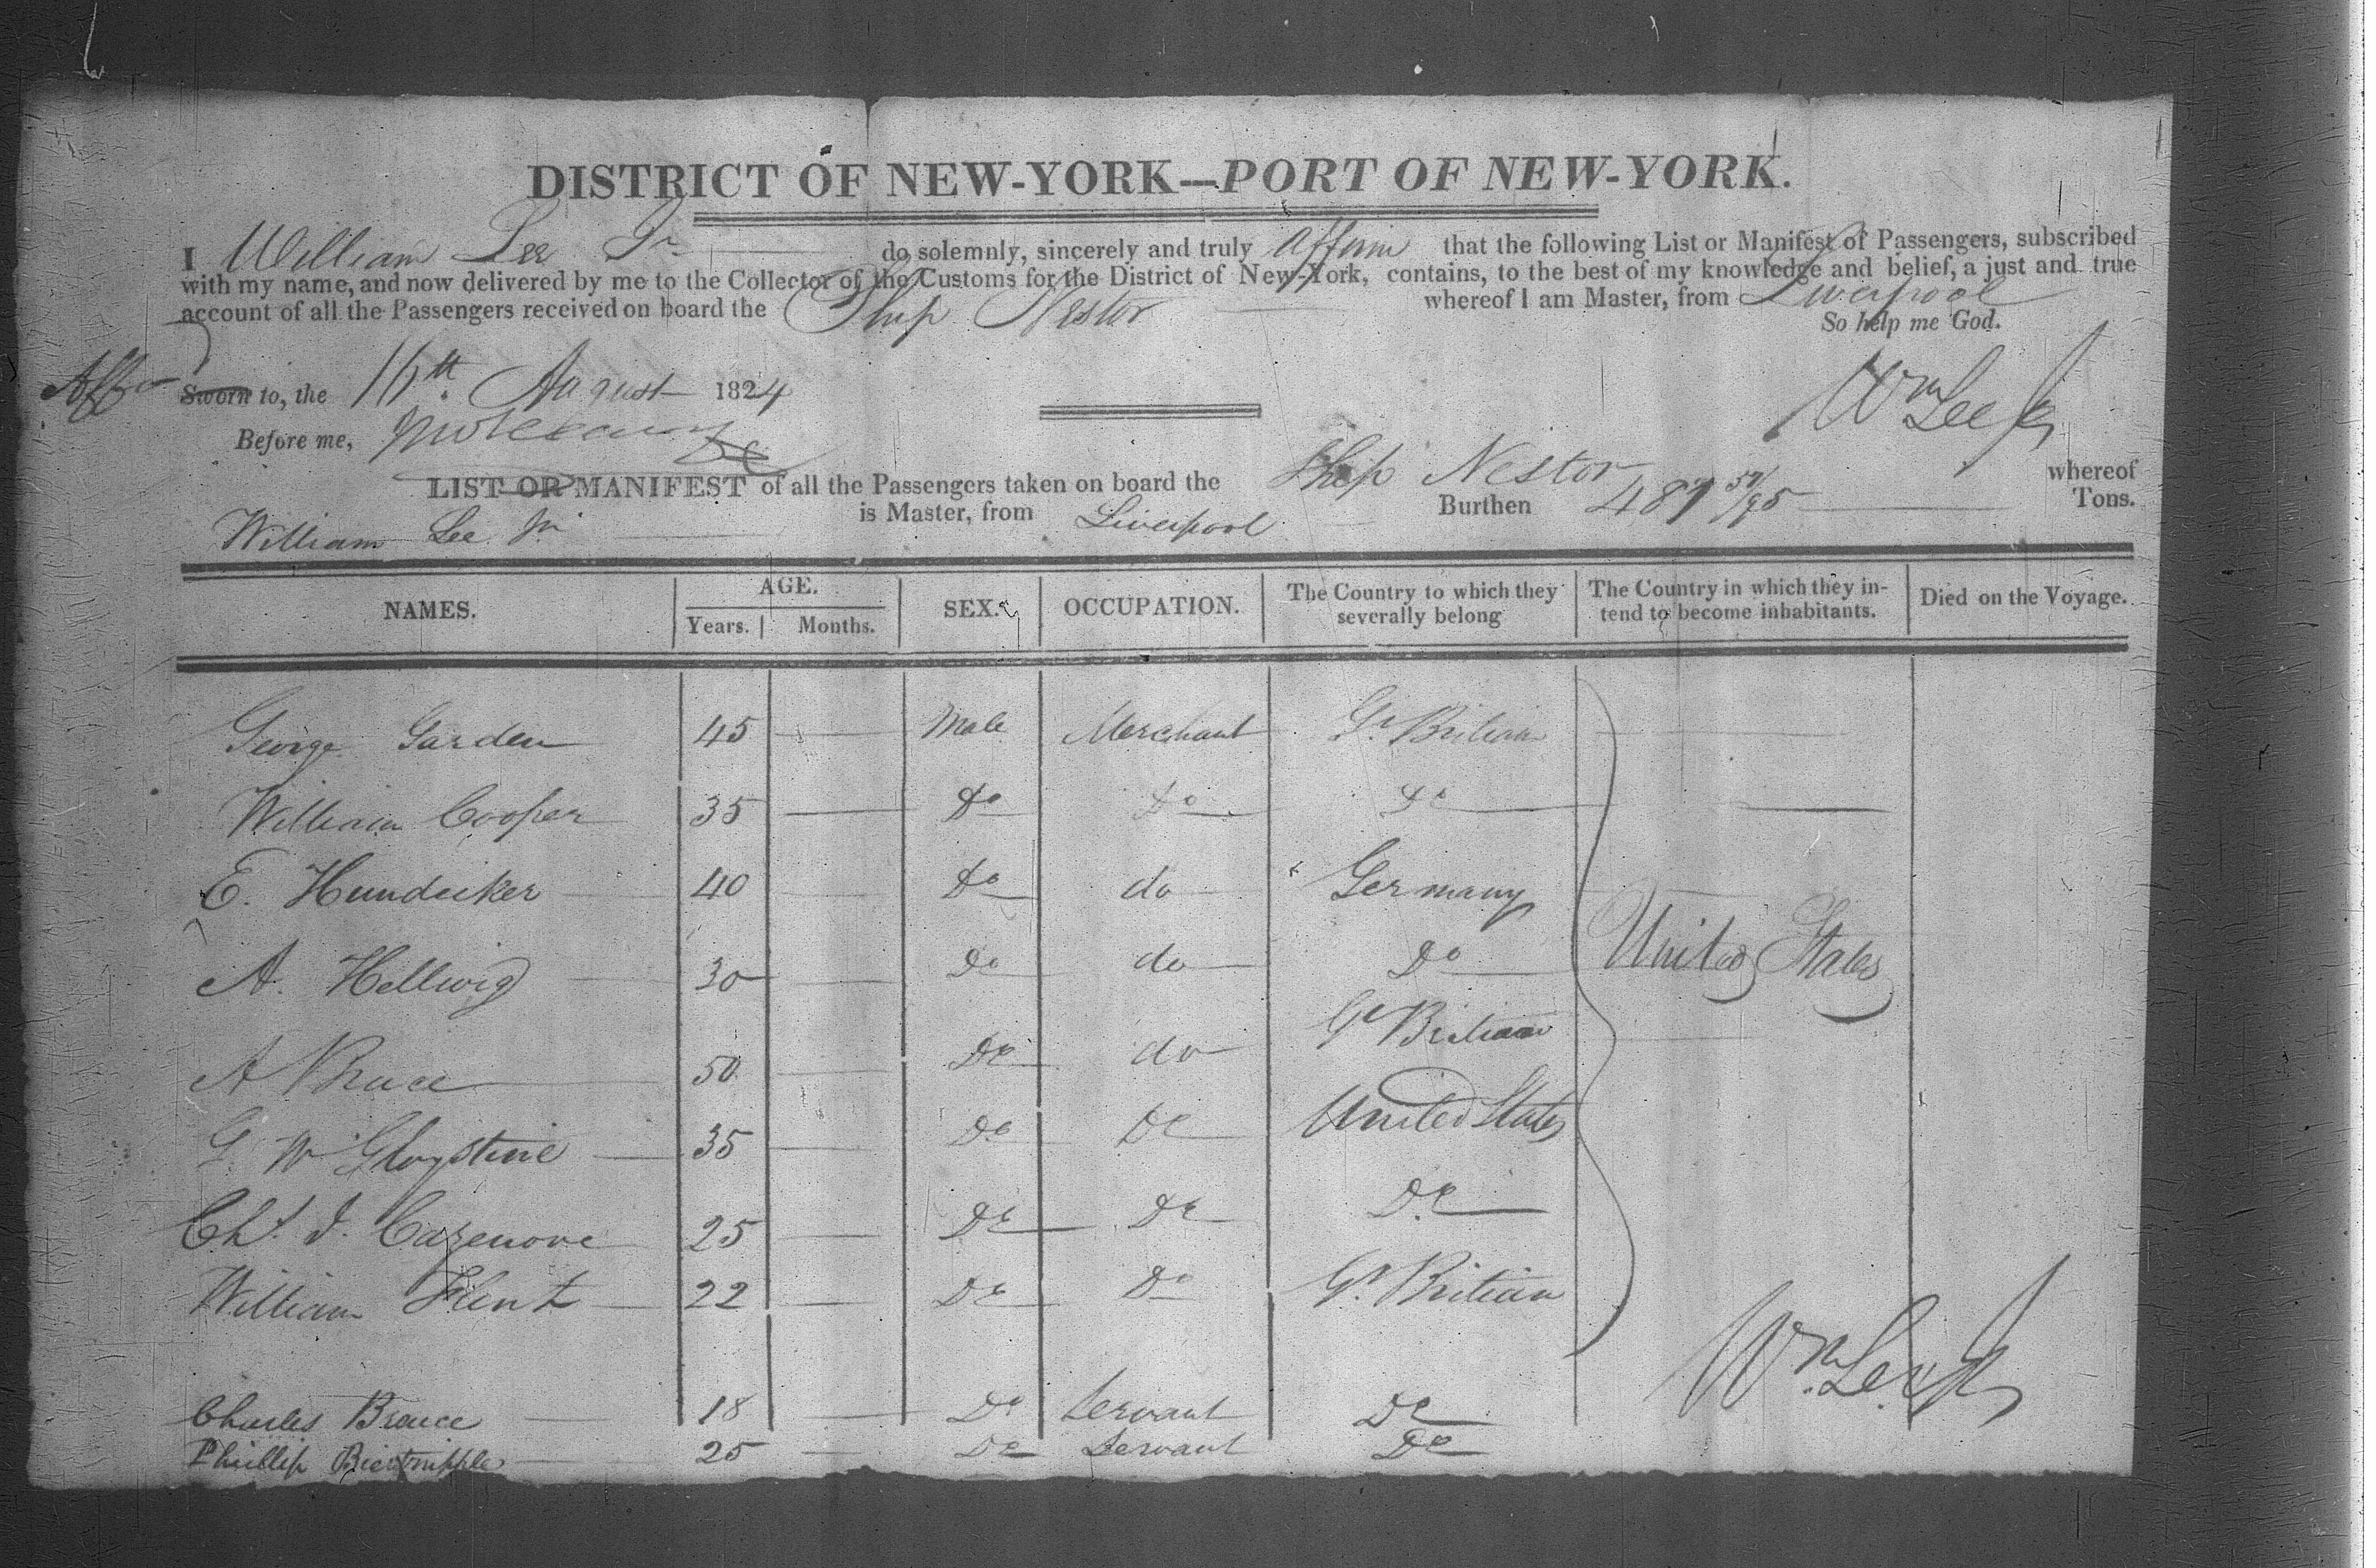 DISTRICT OF NEW-YORK—PORT OF NEW-YORK.
I William Lee Jr do solemnly, sincerely and truly affirm that the following List or Manifest of Passengers, subscribed
with my name, and now delivered by me to the Collector of the Customs for the District of New-York, contains, to the best of my knowledge and belief, a just and true
account of all the Passengers received on board the Ship Nestor whereof I am Master, from Liverpool
So help me God.
Affd Sworn to, the 16th August 1824
Wm Lee Jr
Before me,
LIST OR MANIFEST of all the Passengers taken on board the Ship Nestor whereof
William Lee Jr is Master, from Liverpool Burthen 481 Tons.
NAMES. AGE. Years. Months. SEX. OCCUPATION. The Country to which they severally belong The Country in which they intend to become inhabitants. Died on the Voyage.
George Garden 45 Male Merchant Gt Britian
William Cooper 35 Do Do Do
E. Hundeiker 40 Do do Germany
A. Hellwig 30 Do do Do United States
A Bruce 50 Do do Gt Britian
G. W Gloystine 35 Do Do United States
Chs. J. Cazenove 25 Do Do Do
William Flint 22 Do Do Gt Britian
Charles Brauce 18 Do Servant Do
Phillip 25 Do Servant Do
Wm Lee Jr